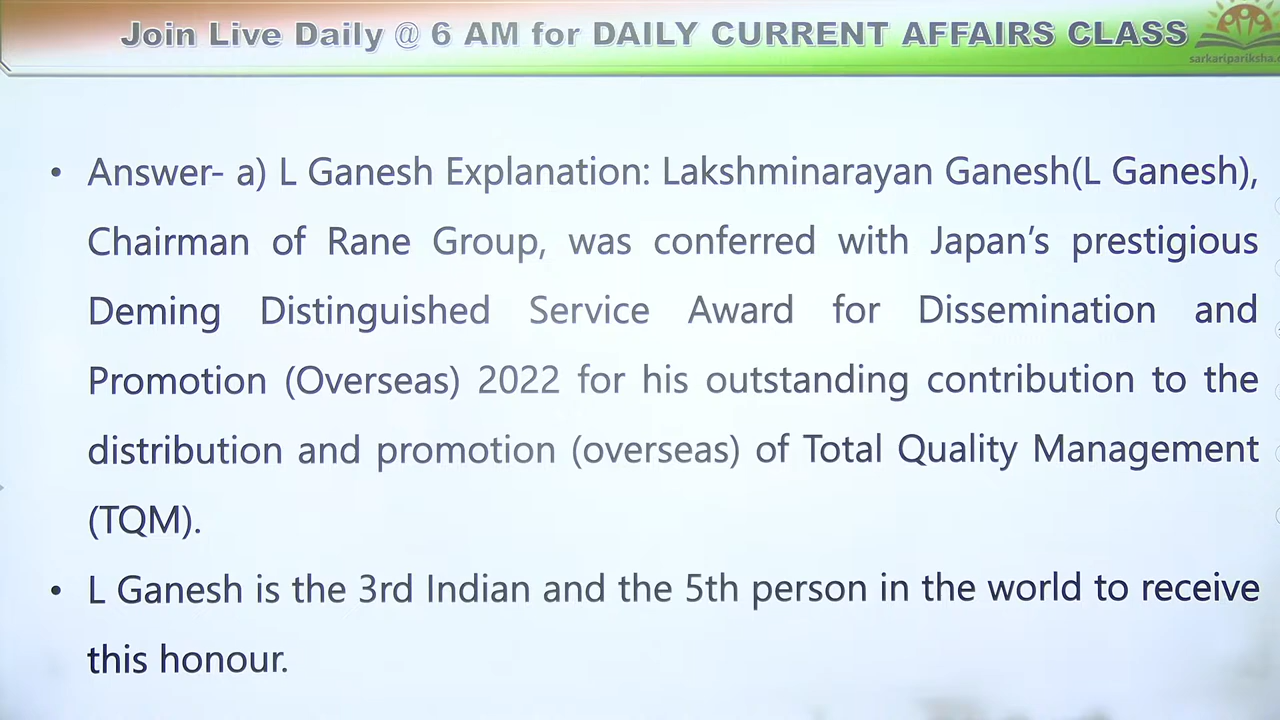 Join Live Daily @ 6 AM for DAILY CURRENT AFFAIRS CLASS
• Answer- a) L Ganesh Explanation: Lakshminarayan Ganesh(L Ganesh),
Chairman of Rane Group, was conferred with Japan’s prestigious
Deming Distinguished Service Award for Dissemination and
Promotion (Overseas) 2022 for his outstanding contribution to the
distribution and promotion (overseas) of Total Quality Management
(TQM).
• L Ganesh is the 3rd Indian and the 5th person in the world to receive
this honour.